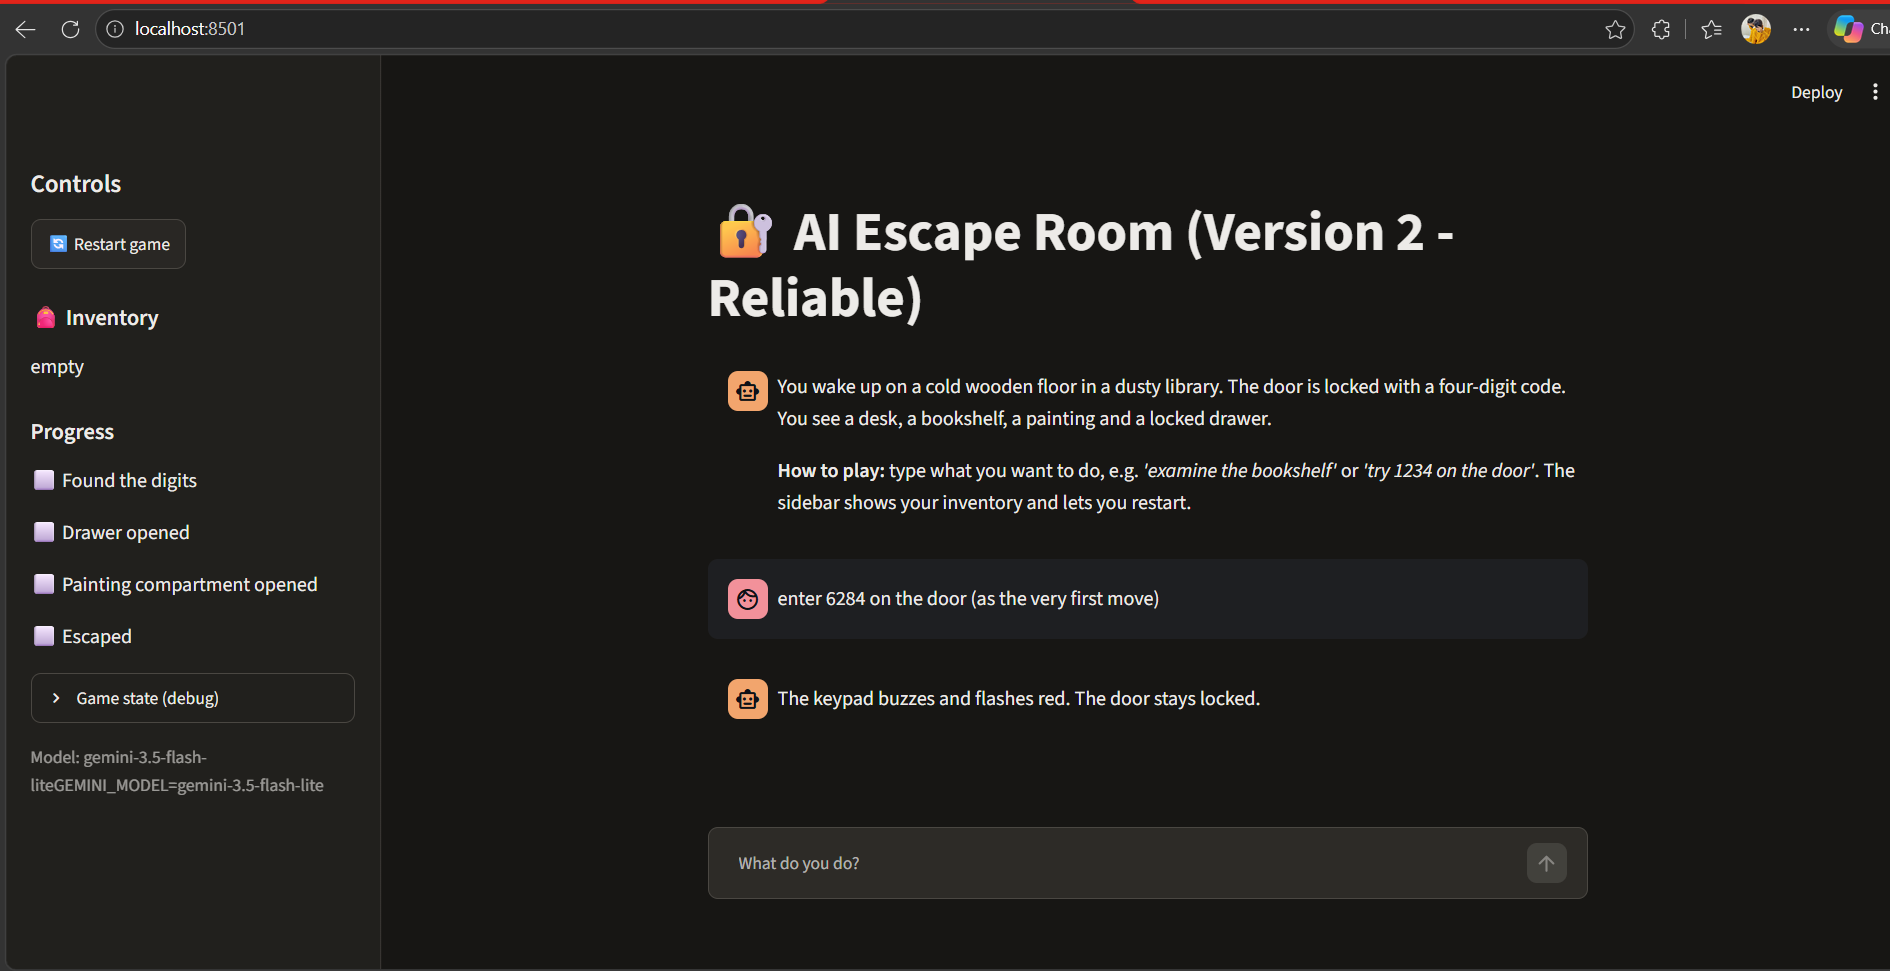 localhost:8501
Cha
Deploy
Controls
Restart game
Inventory
empty
Progress
Found the digits
Drawer opened
Painting compartment opened
Escaped
Game state (debug)
Model: gemini-3.5-flash-
liteGEMINI_MODEL=gemini-3.5-flash-lite
AI Escape Room (Version 2 -
Reliable)
You wake up on a cold wooden floor in a dusty library. The door is locked with a four-digit code.
You see a desk, a bookshelf, a painting and a locked drawer.
How to play: type what you want to do, e.g. 'examine the bookshelf' or 'try 1234 on the door'. The
sidebar shows your inventory and lets you restart.
enter 6284 on the door (as the very first move)
The keypad buzzes and flashes red. The door stays locked.
What do you do?